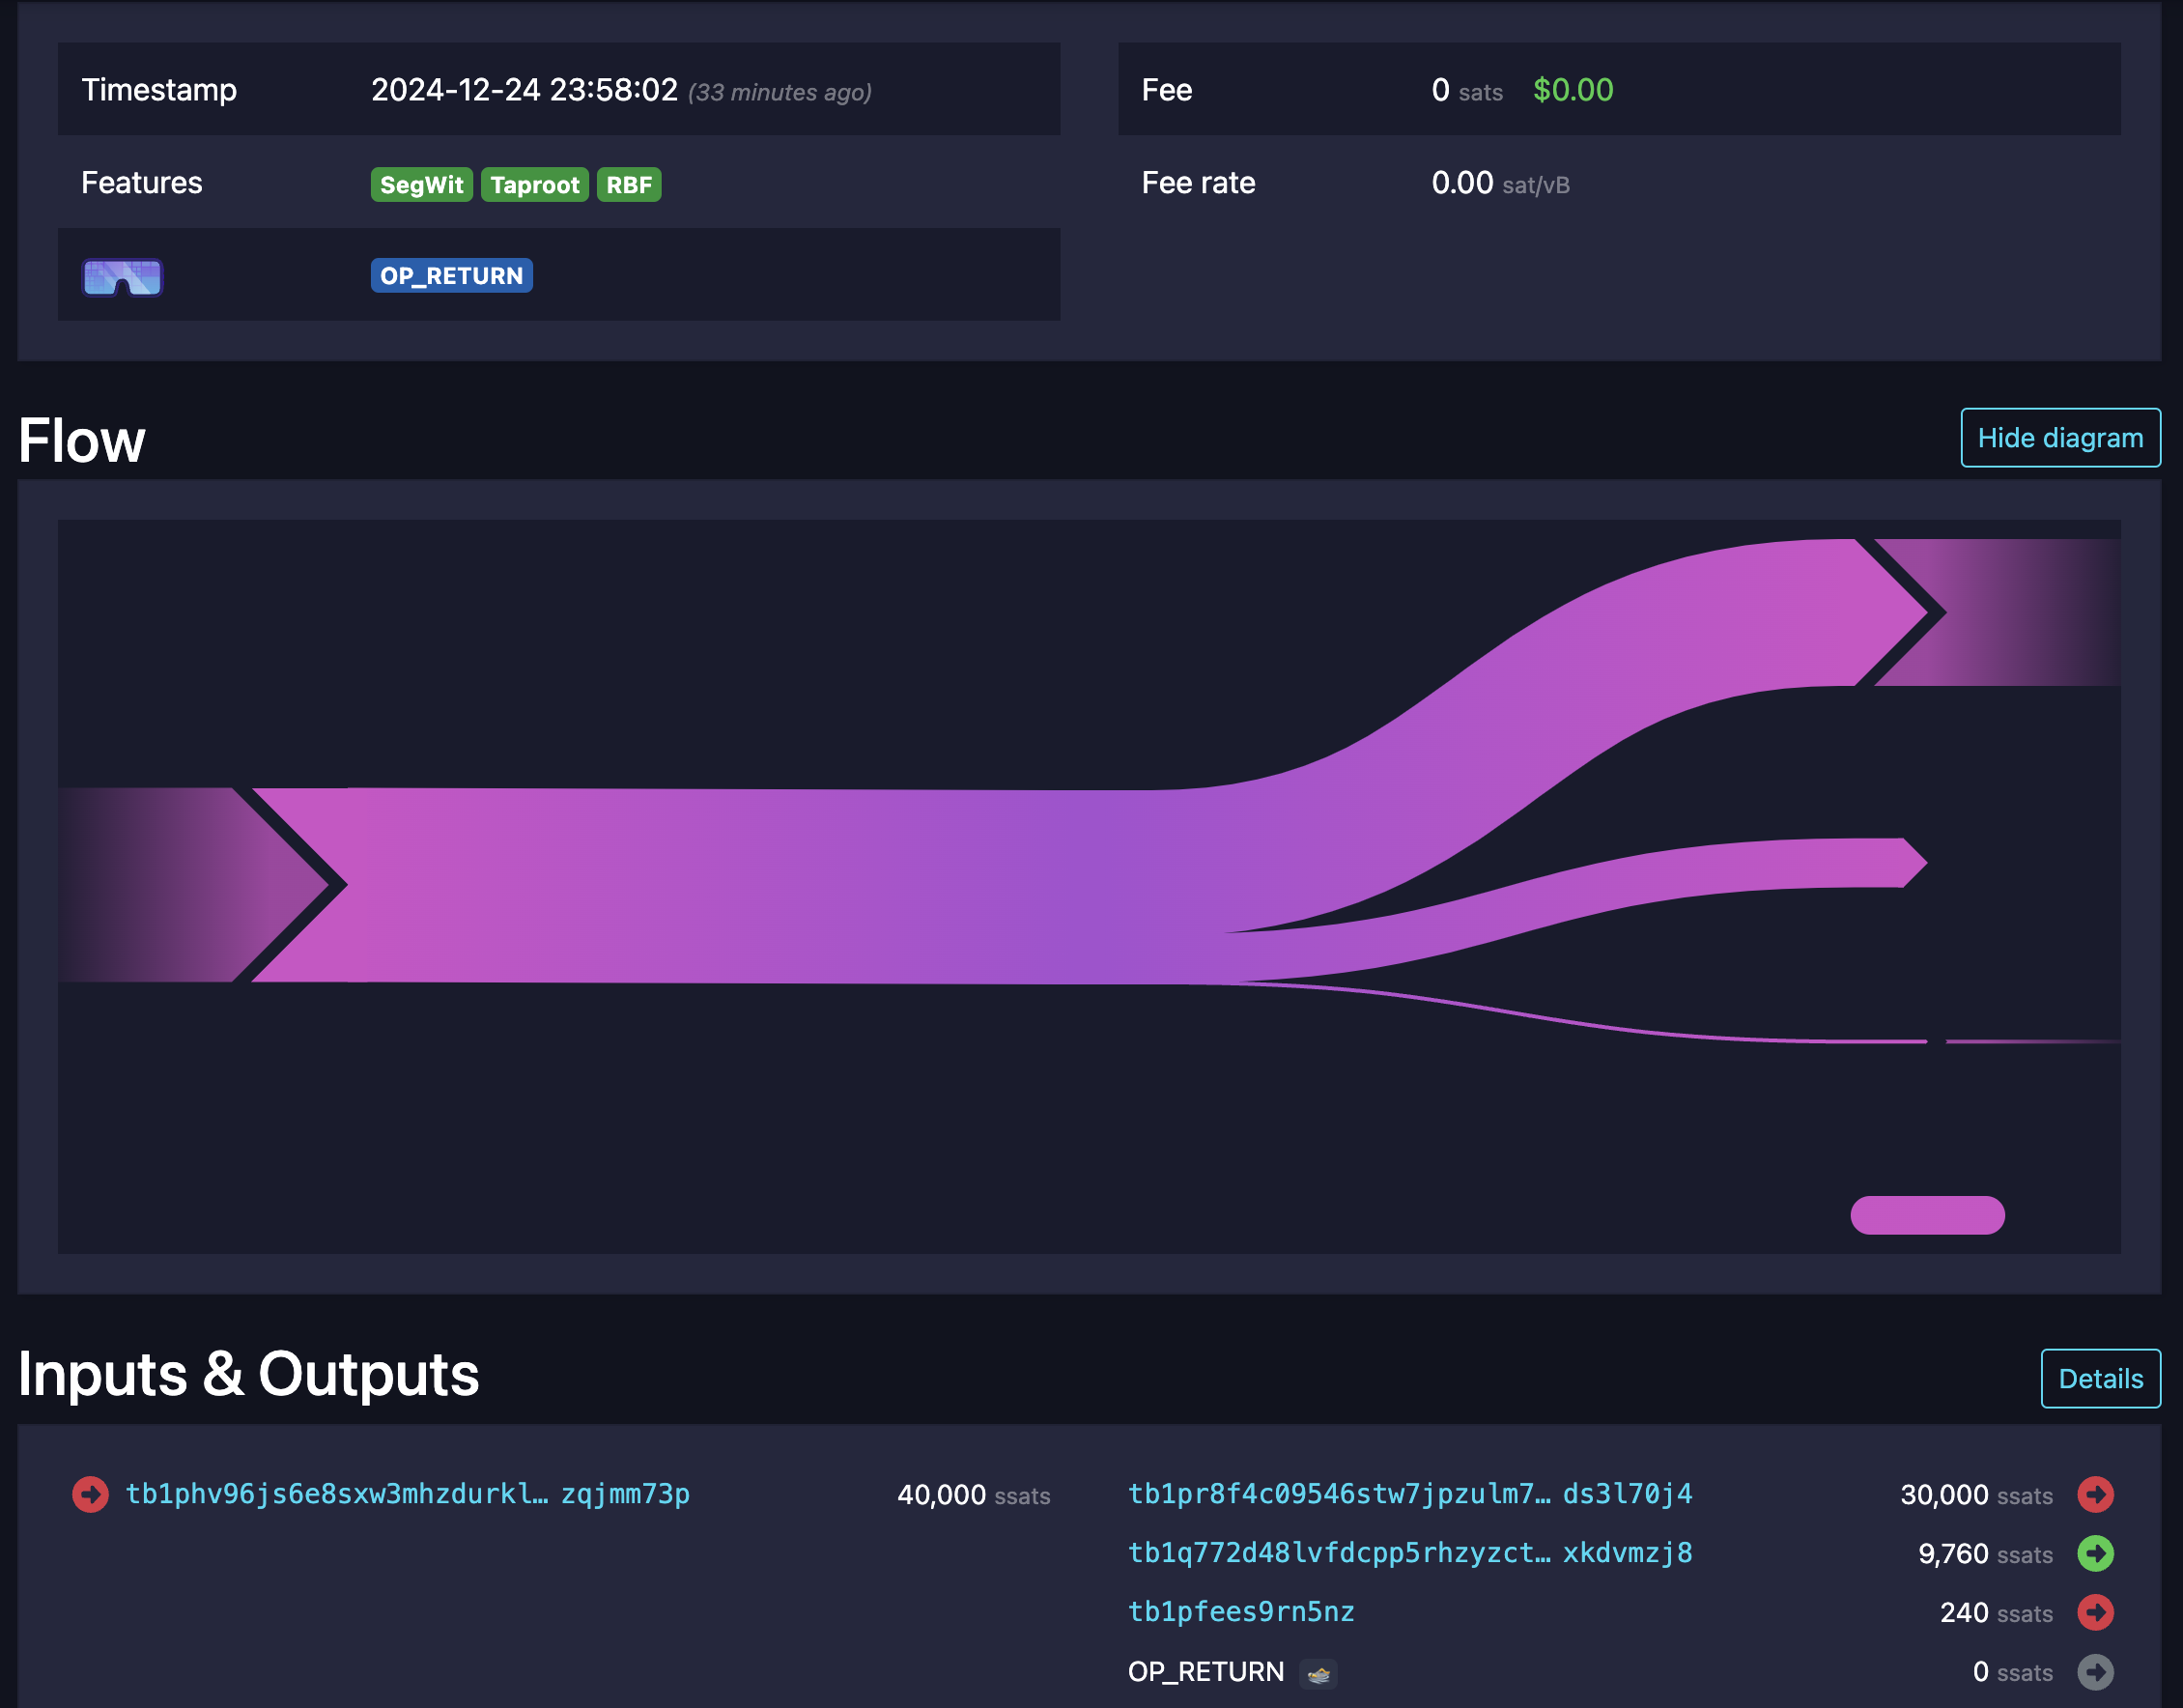 Timestamp 2024-12-24 23:58:02 (33 minutes ago)
Fee 0 sats $0.00
Features SegWit Taproot RBF
Fee rate 0.00 sat/vB
OP_RETURN
Flow
Hide diagram
Inputs & Outputs
Details
tb1phv96js6e8sxw3mhzdurkl… zqjmm73p 40,000 ssats
tb1pr8f4c09546stw7jpzulm7… ds3l70j4 30,000 ssats
tb1q772d48lvfdcpp5rhzyzct… xkdvmzj8 9,760 ssats
tb1pfees9rn5nz 240 ssats
OP_RETURN 0 ssats